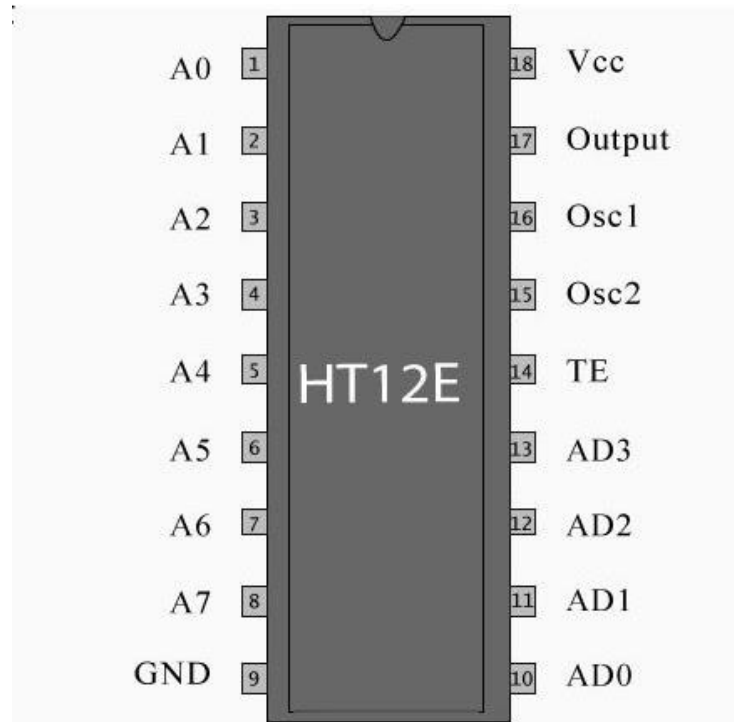 A0 1 18 Vcc
A1 2 17 Output
A2 3 16 Osc1
A3 4 15 Osc2
A4 5 14 TE
HT12E
A5 6 13 AD3
A6 7 12 AD2
A7 8 11 AD1
GND 9 10 AD0